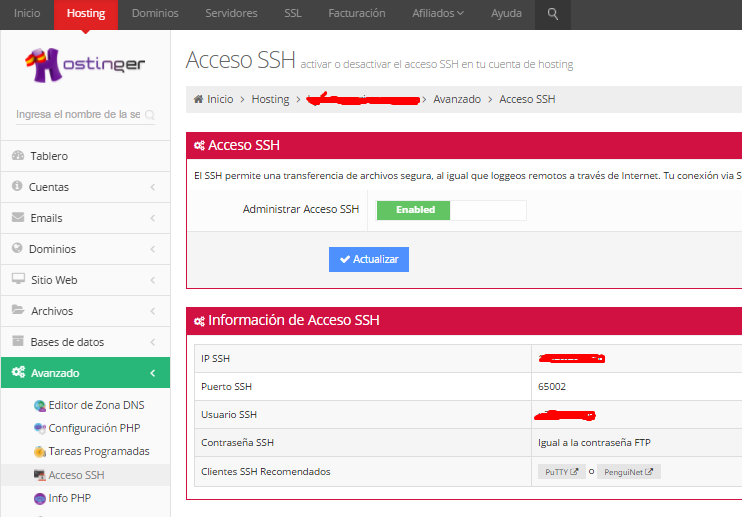 Inicio Hosting Dominios Servidores SSL Facturación Afiliados Ayuda
Hostinger
Acceso SSH activar o desactivar el acceso SSH en tu cuenta de hosting
Ingresa el nombre de la se
Inicio > Hosting > > Avanzado > Acceso SSH
Tablero
Cuentas
Emails
Dominios
Sitio Web
Archivos
Bases de datos
Avanzado
Editor de Zona DNS
Configuración PHP
Tareas Programadas
Acceso SSH
Info PHP
Acceso SSH
El SSH permite una transferencia de archivos segura, al igual que loggeos remotos a través de Internet. Tu conexión via S
Administrar Acceso SSH Enabled
Actualizar
Información de Acceso SSH
IP SSH
Puerto SSH 65002
Usuario SSH
Contraseña SSH Igual a la contraseña FTP
Clientes SSH Recomendados PuTTY o PenguiNet